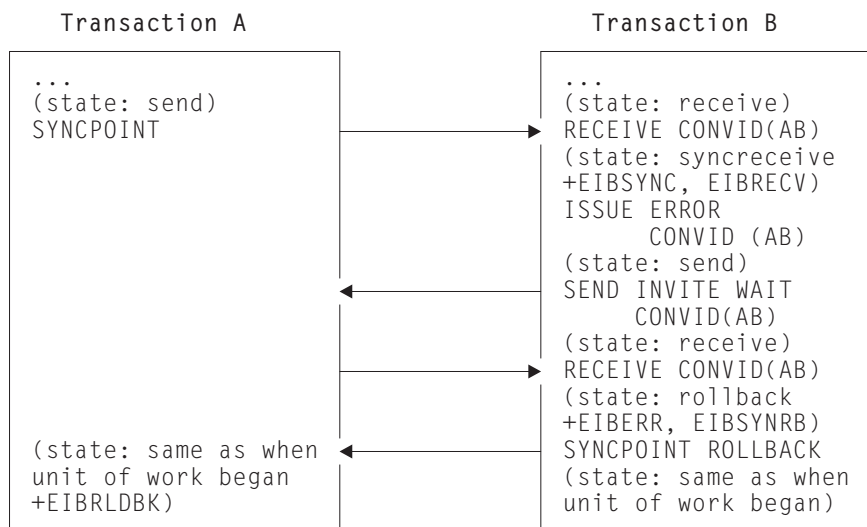 Transaction A
Transaction B
...
(state: send)
SYNCPOINT
(state: same as when
unit of work began
+EIBRLDBK)
...
(state: receive)
RECEIVE CONVID(AB)
(state: syncreceive
+EIBSYNC, EIBRECV)
ISSUE ERROR
CONVID (AB)
(state: send)
SEND INVITE WAIT
CONVID(AB)
(state: receive)
RECEIVE CONVID(AB)
(state: rollback
+EIBERR, EIBSYNRB)
SYNCPOINT ROLLBACK
(state: same as when
unit of work began)